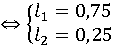 ⇔ { l₁ = 0,75
l₂ = 0,25